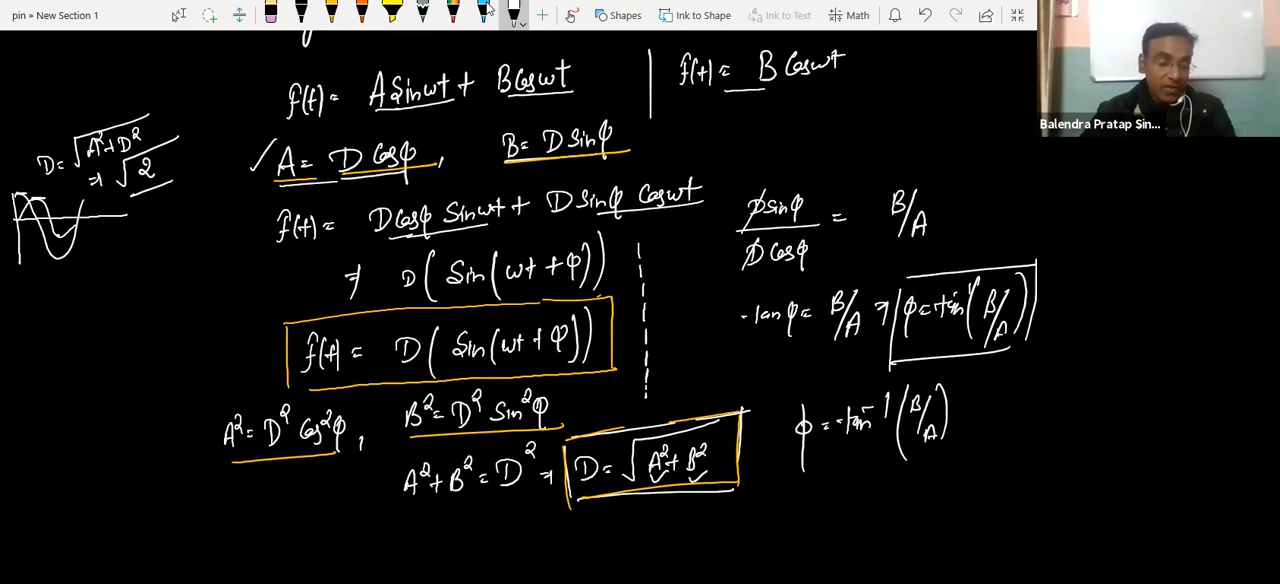 pin » New Section 1
Shapes
Ink to Shape
Ink to Text
Math
Balendra Pratap Sin...
f(t) = A Sinωt + B Cosωt
f(t) = B Cosωt
D = √A² + D²
⇒ √2
✓ A = D Cosφ, B = D Sinφ
f(t) = D Cosφ Sinωt + D Sinφ Cosωt
⇒ D ( Sin (ωt + φ) )
f(t) = D ( Sin (ωt + φ) )
A² = D² Cos²φ, B² = D² Sin²φ
A² + B² = D² ⇒ D = √A² + B²
D sinφ / D Cosφ = B/A
tan φ = B/A ⇒ φ = tan⁻¹ (B/A)
φ = tan⁻¹ (B/A)